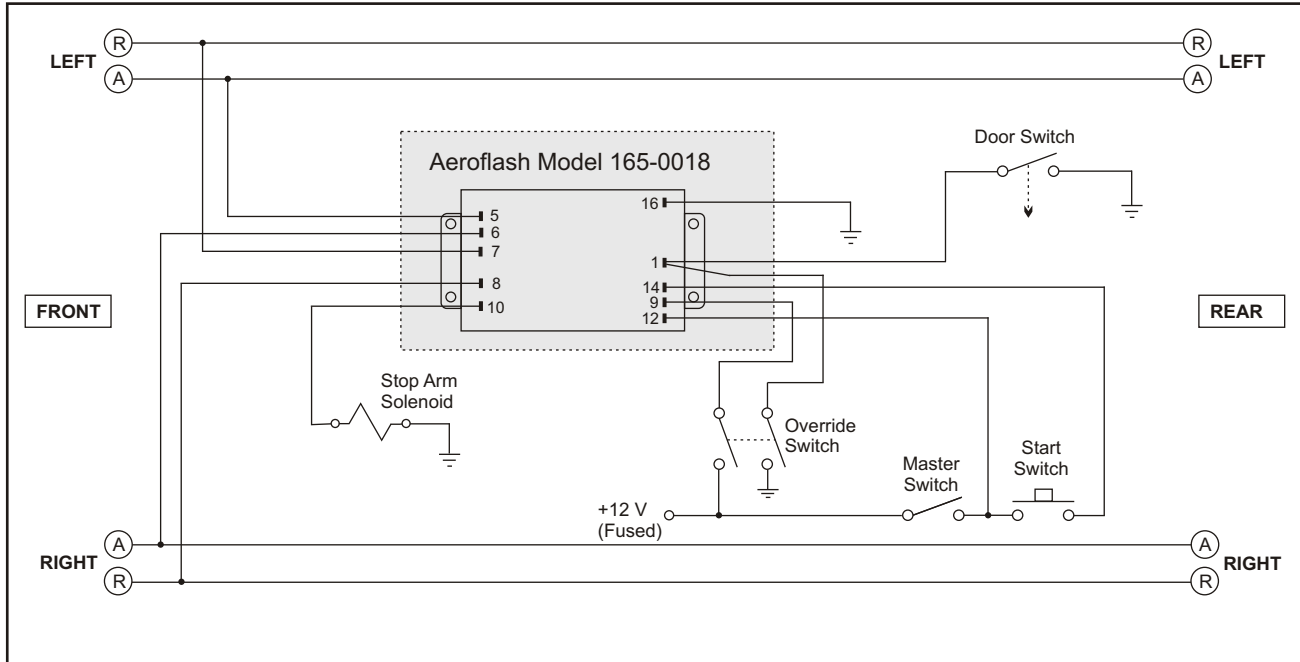 R
R
LEFT
LEFT
A
A
Door Switch
Aeroflash Model 165-0018
16
5
6
7
1
8
14
9
10
12
FRONT
REAR
Stop Arm
Solenoid
Override
Switch
Master
Switch
Start
Switch
+12 V
(Fused)
A
A
RIGHT
RIGHT
R
R